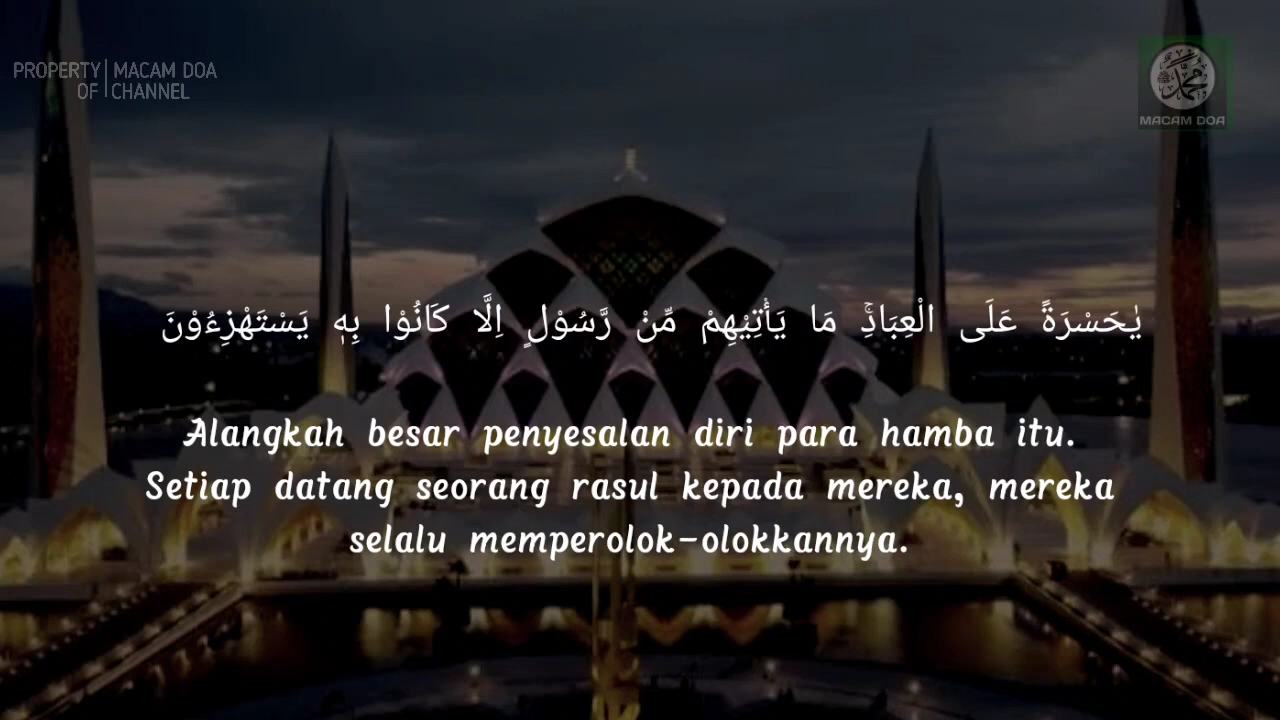 PROPERTY OF | MACAM DOA CHANNEL
MACAM DOA
يٰحَسْرَةً عَلَى الْعِبَادِۚ مَا يَأْتِيْهِمْ مِّنْ رَّسُوْلٍ اِلَّا كَانُوْا بِهٖ يَسْتَهْزِءُوْنَ
Alangkah besar penyesalan diri para hamba itu.
Setiap datang seorang rasul kepada mereka, mereka
selalu memperolok-olokkannya.